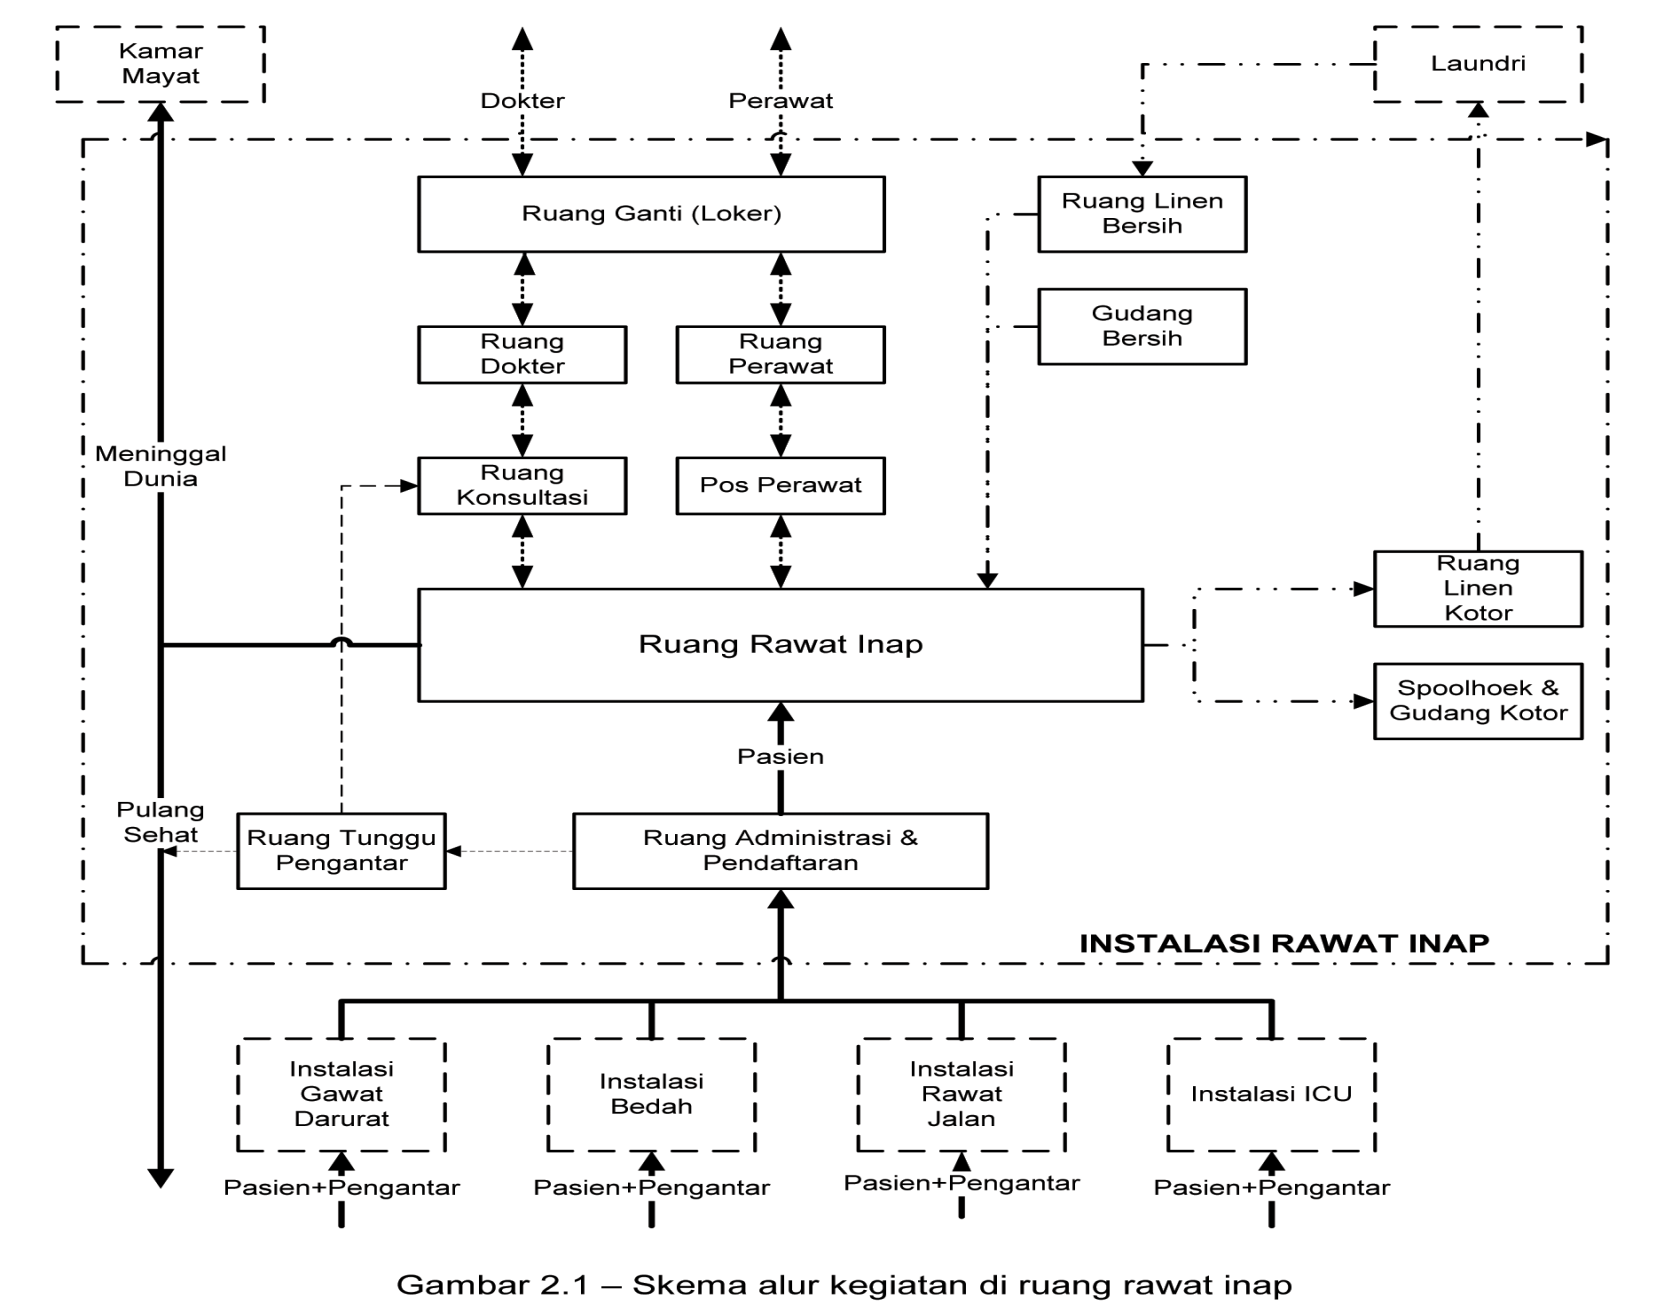 Kamar
Mayat
Dokter
Perawat
Laundri
Ruang Ganti (Loker)
Ruang Linen
Bersih
Gudang
Bersih
Ruang
Dokter
Ruang
Perawat
Meninggal
Dunia
Ruang
Konsultasi
Pos Perawat
Ruang
Linen
Kotor
Ruang Rawat Inap
Spoolhoek &
Gudang Kotor
Pasien
Pulang
Sehat
Ruang Tunggu
Pengantar
Ruang Administrasi &
Pendaftaran
INSTALASI RAWAT INAP
Instalasi
Gawat
Darurat
Instalasi
Bedah
Instalasi
Rawat
Jalan
Instalasi ICU
Pasien+Pengantar
Pasien+Pengantar
Pasien+Pengantar
Pasien+Pengantar
Gambar 2.1 – Skema alur kegiatan di ruang rawat inap